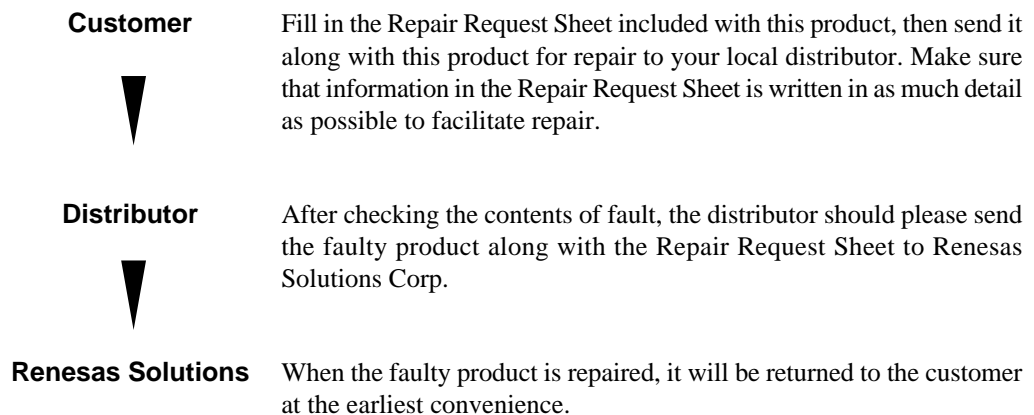 Customer
Fill in the Repair Request Sheet included with this product, then send it
along with this product for repair to your local distributor. Make sure
that information in the Repair Request Sheet is written in as much detail
as possible to facilitate repair.
Distributor
After checking the contents of fault, the distributor should please send
the faulty product along with the Repair Request Sheet to Renesas
Solutions Corp.
Renesas Solutions
When the faulty product is repaired, it will be returned to the customer
at the earliest convenience.